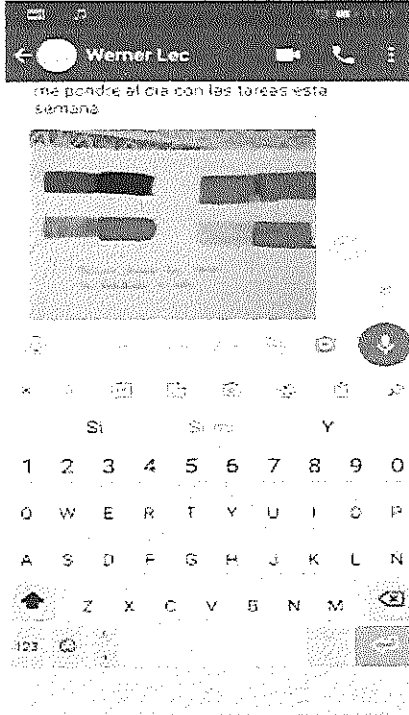 Werner Lec
me pondre al dia con las tareas esta
semana
Si Y
1 2 3 4 5 6 7 8 9 0
Q W E R T Y U I O P
A S D F G H J K L N
Z X C V B N M
123